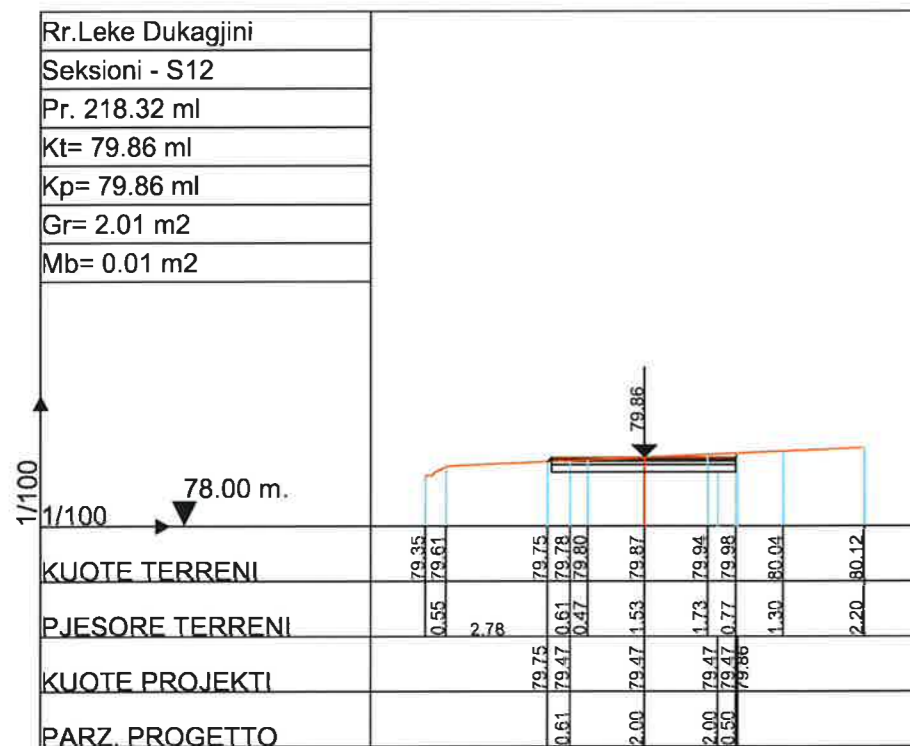 Rr.Leke Dukagjini
Seksioni - S12
Pr. 218.32 ml
Kt= 79.86 ml
Kp= 79.86 ml
Gr= 2.01 m2
Mb= 0.01 m2
79.86
1/100
78.00 m.
1/100
KUOTE TERRENI 79.35 79.61 79.75 79.78 79.80 79.87 79.94 79.98 80.04 80.12
PJESORE TERRENI 0.55 2.78 0.61 0.47 1.53 1.73 0.77 1.30 2.20
KUOTE PROJEKTI 79.75 79.47 79.47 79.47 79.47 79.86
PARZ. PROGETTO 0.61 2.00 2.00 0.50